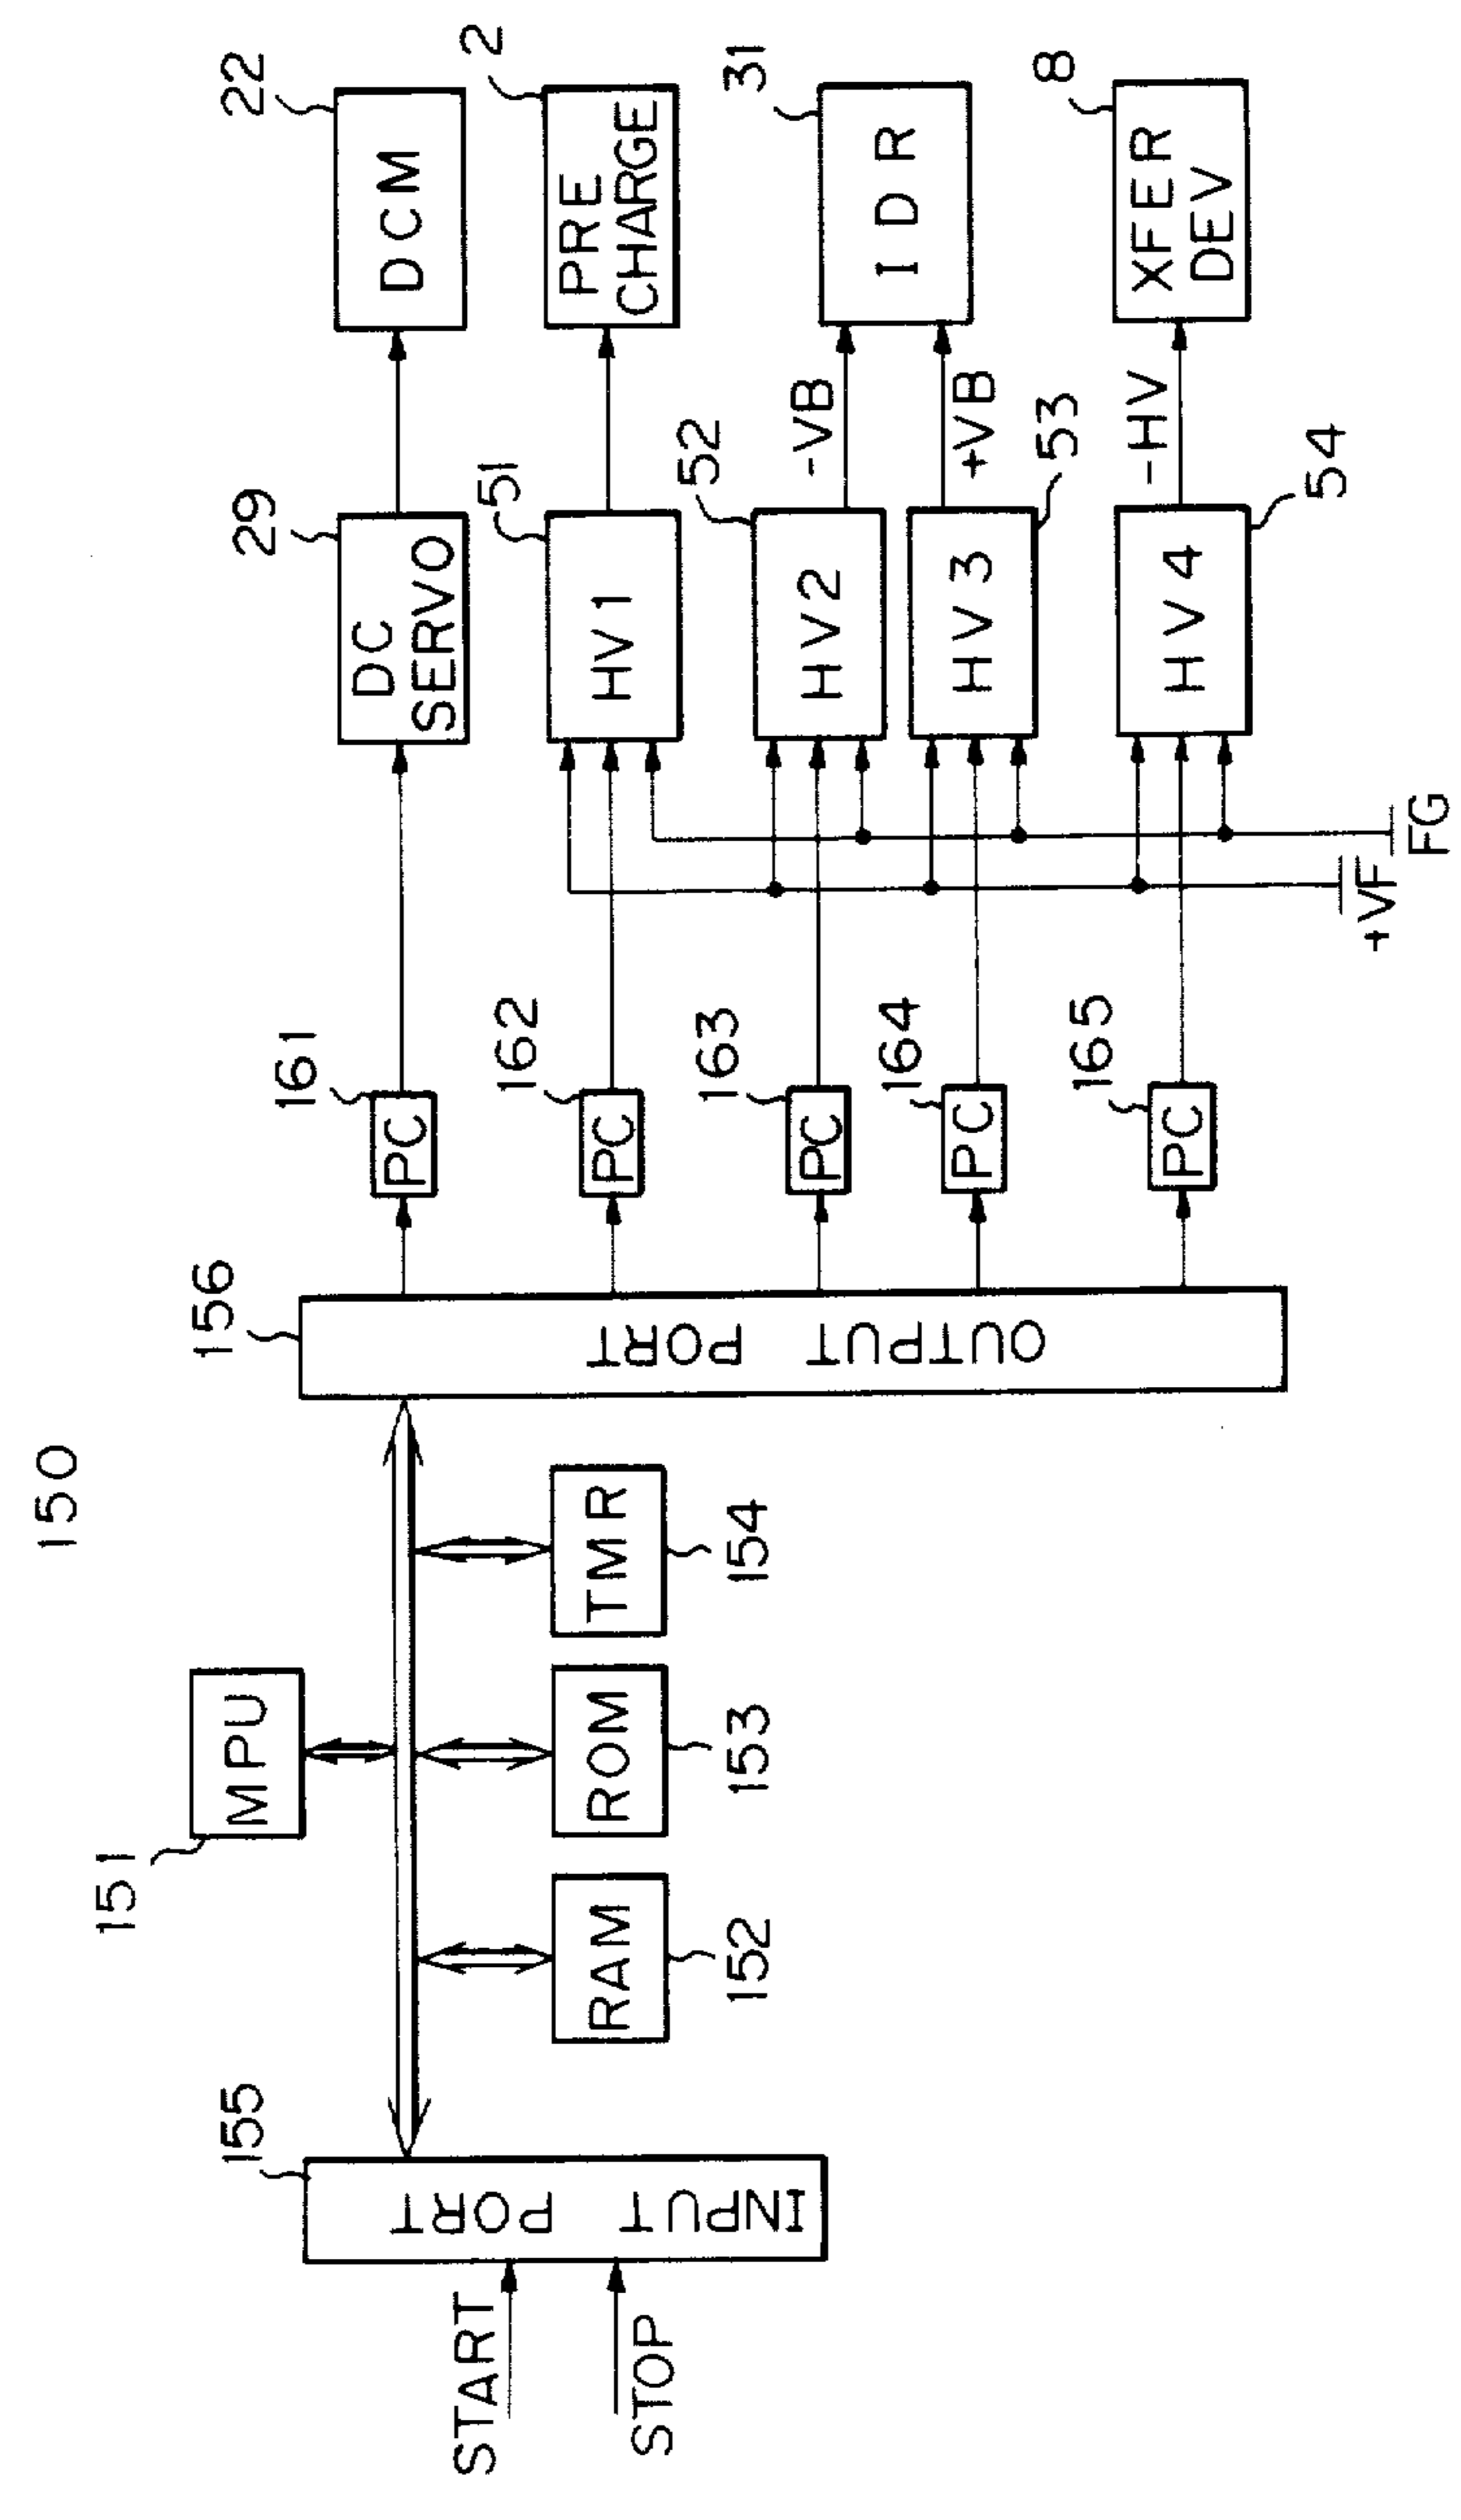 150
151
MPU
155
INPUT PORT
START
STOP
RAM
152
ROM
153
TMR
154
156
OUTPUT PORT
161
PC
162
PC
163
PC
164
PC
165
PC
29
DC
SERVO
51
HV1
52
HV2
53
HV3
54
HV4
+VF
FG
-VB
+VB
-HV
22
DCM
2
PRE
CHARGE
31
IDR
8
XFER
DEV